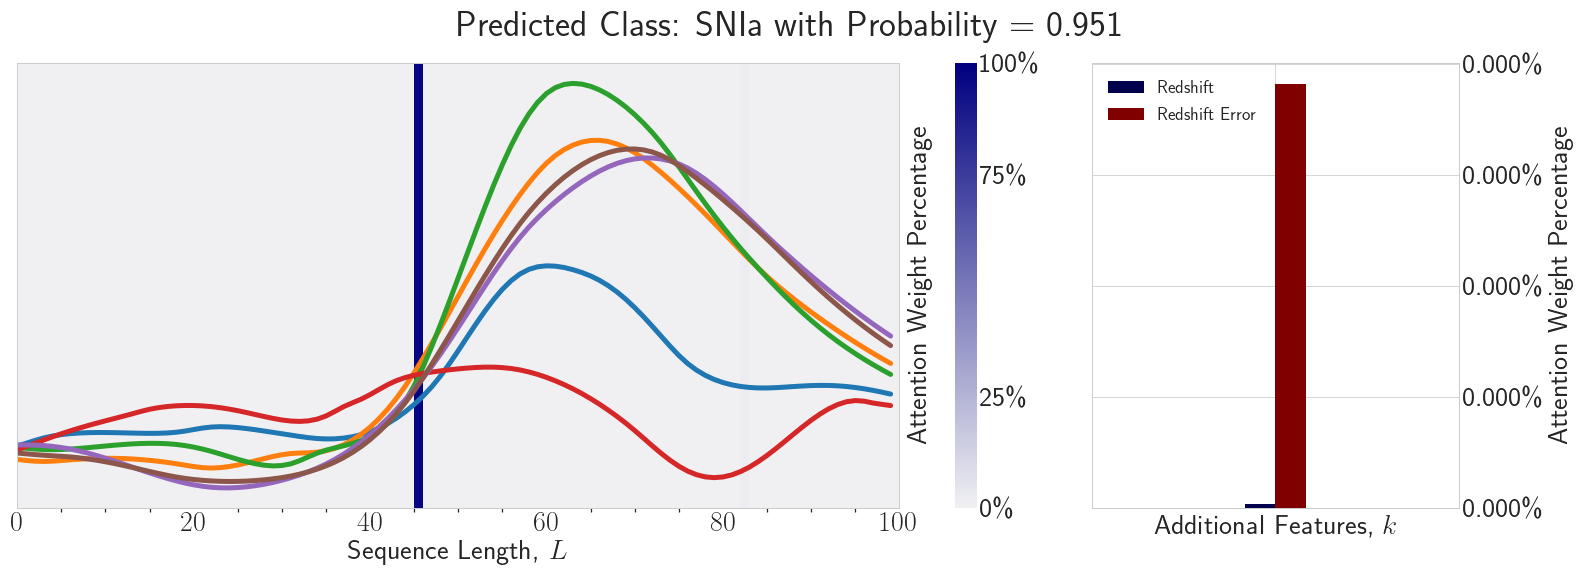 Predicted Class: SNIa with Probability = 0.951
100%
75%
25%
0%
Attention Weight Percentage
0 20 40 60 80 100
Sequence Length, L
Redshift
Redshift Error
0.000%
0.000%
0.000%
0.000%
0.000%
Attention Weight Percentage
Additional Features, k